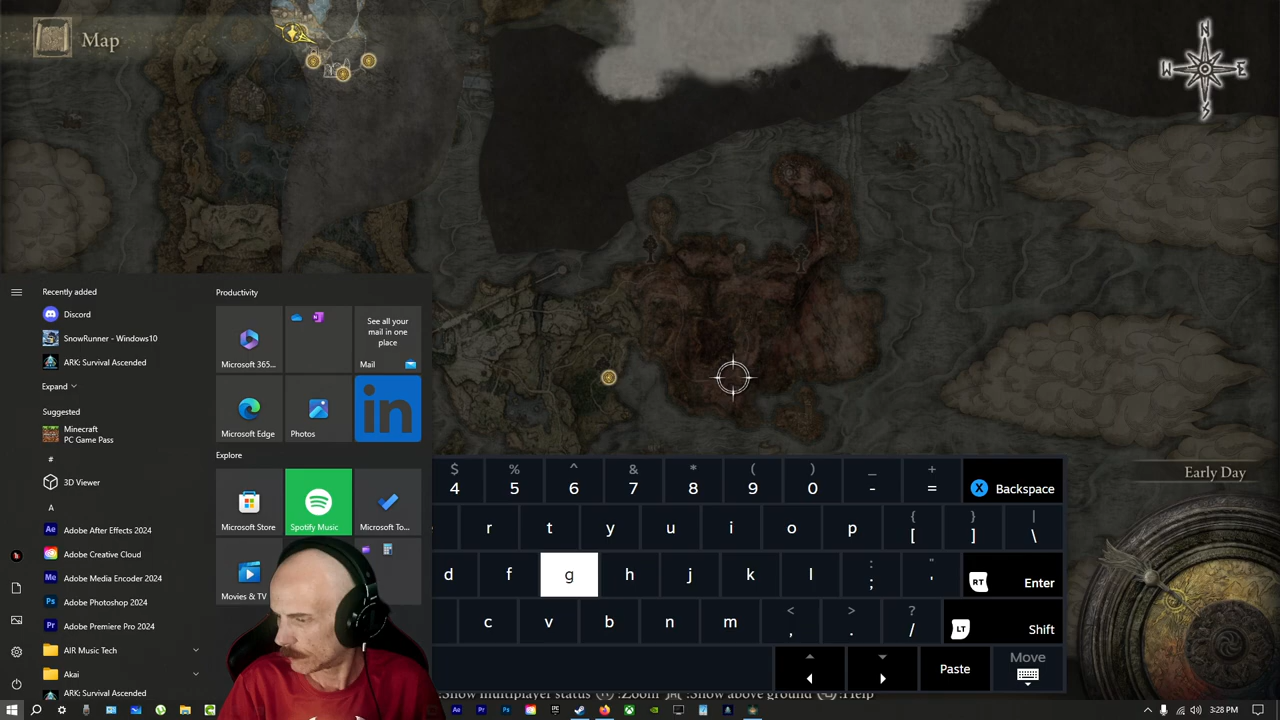 Map
N
W
E
S
Recently added
Productivity
Discord
SnowRunner - Windows10
ARK: Survival Ascended
Expand
Suggested
Minecraft
PC Game Pass
#
3D Viewer
A
Adobe After Effects 2024
Adobe Creative Cloud
Adobe Media Encoder 2024
Adobe Photoshop 2024
Adobe Premiere Pro 2024
AIR Music Tech
Akai
ARK: Survival Ascended
Microsoft 365...
See all
your mail in one
place
Mail
Microsoft Edge
Photos
in
Explore
Microsoft Store
Spotify Music
Microsoft To...
Movies & TV
Early Day
$ % ^ & * ( ) _ +
4 5 6 7 8 9 0 - = X Backspace
{ } |
r t y u i o p [ ] \
: "
d f g h j k l ; ' RT Enter
< > ?
c v b n m , . / LT Shift
Paste Move
:Show multiplayer status :Zoom :Show above ground :Help
3:28 PM